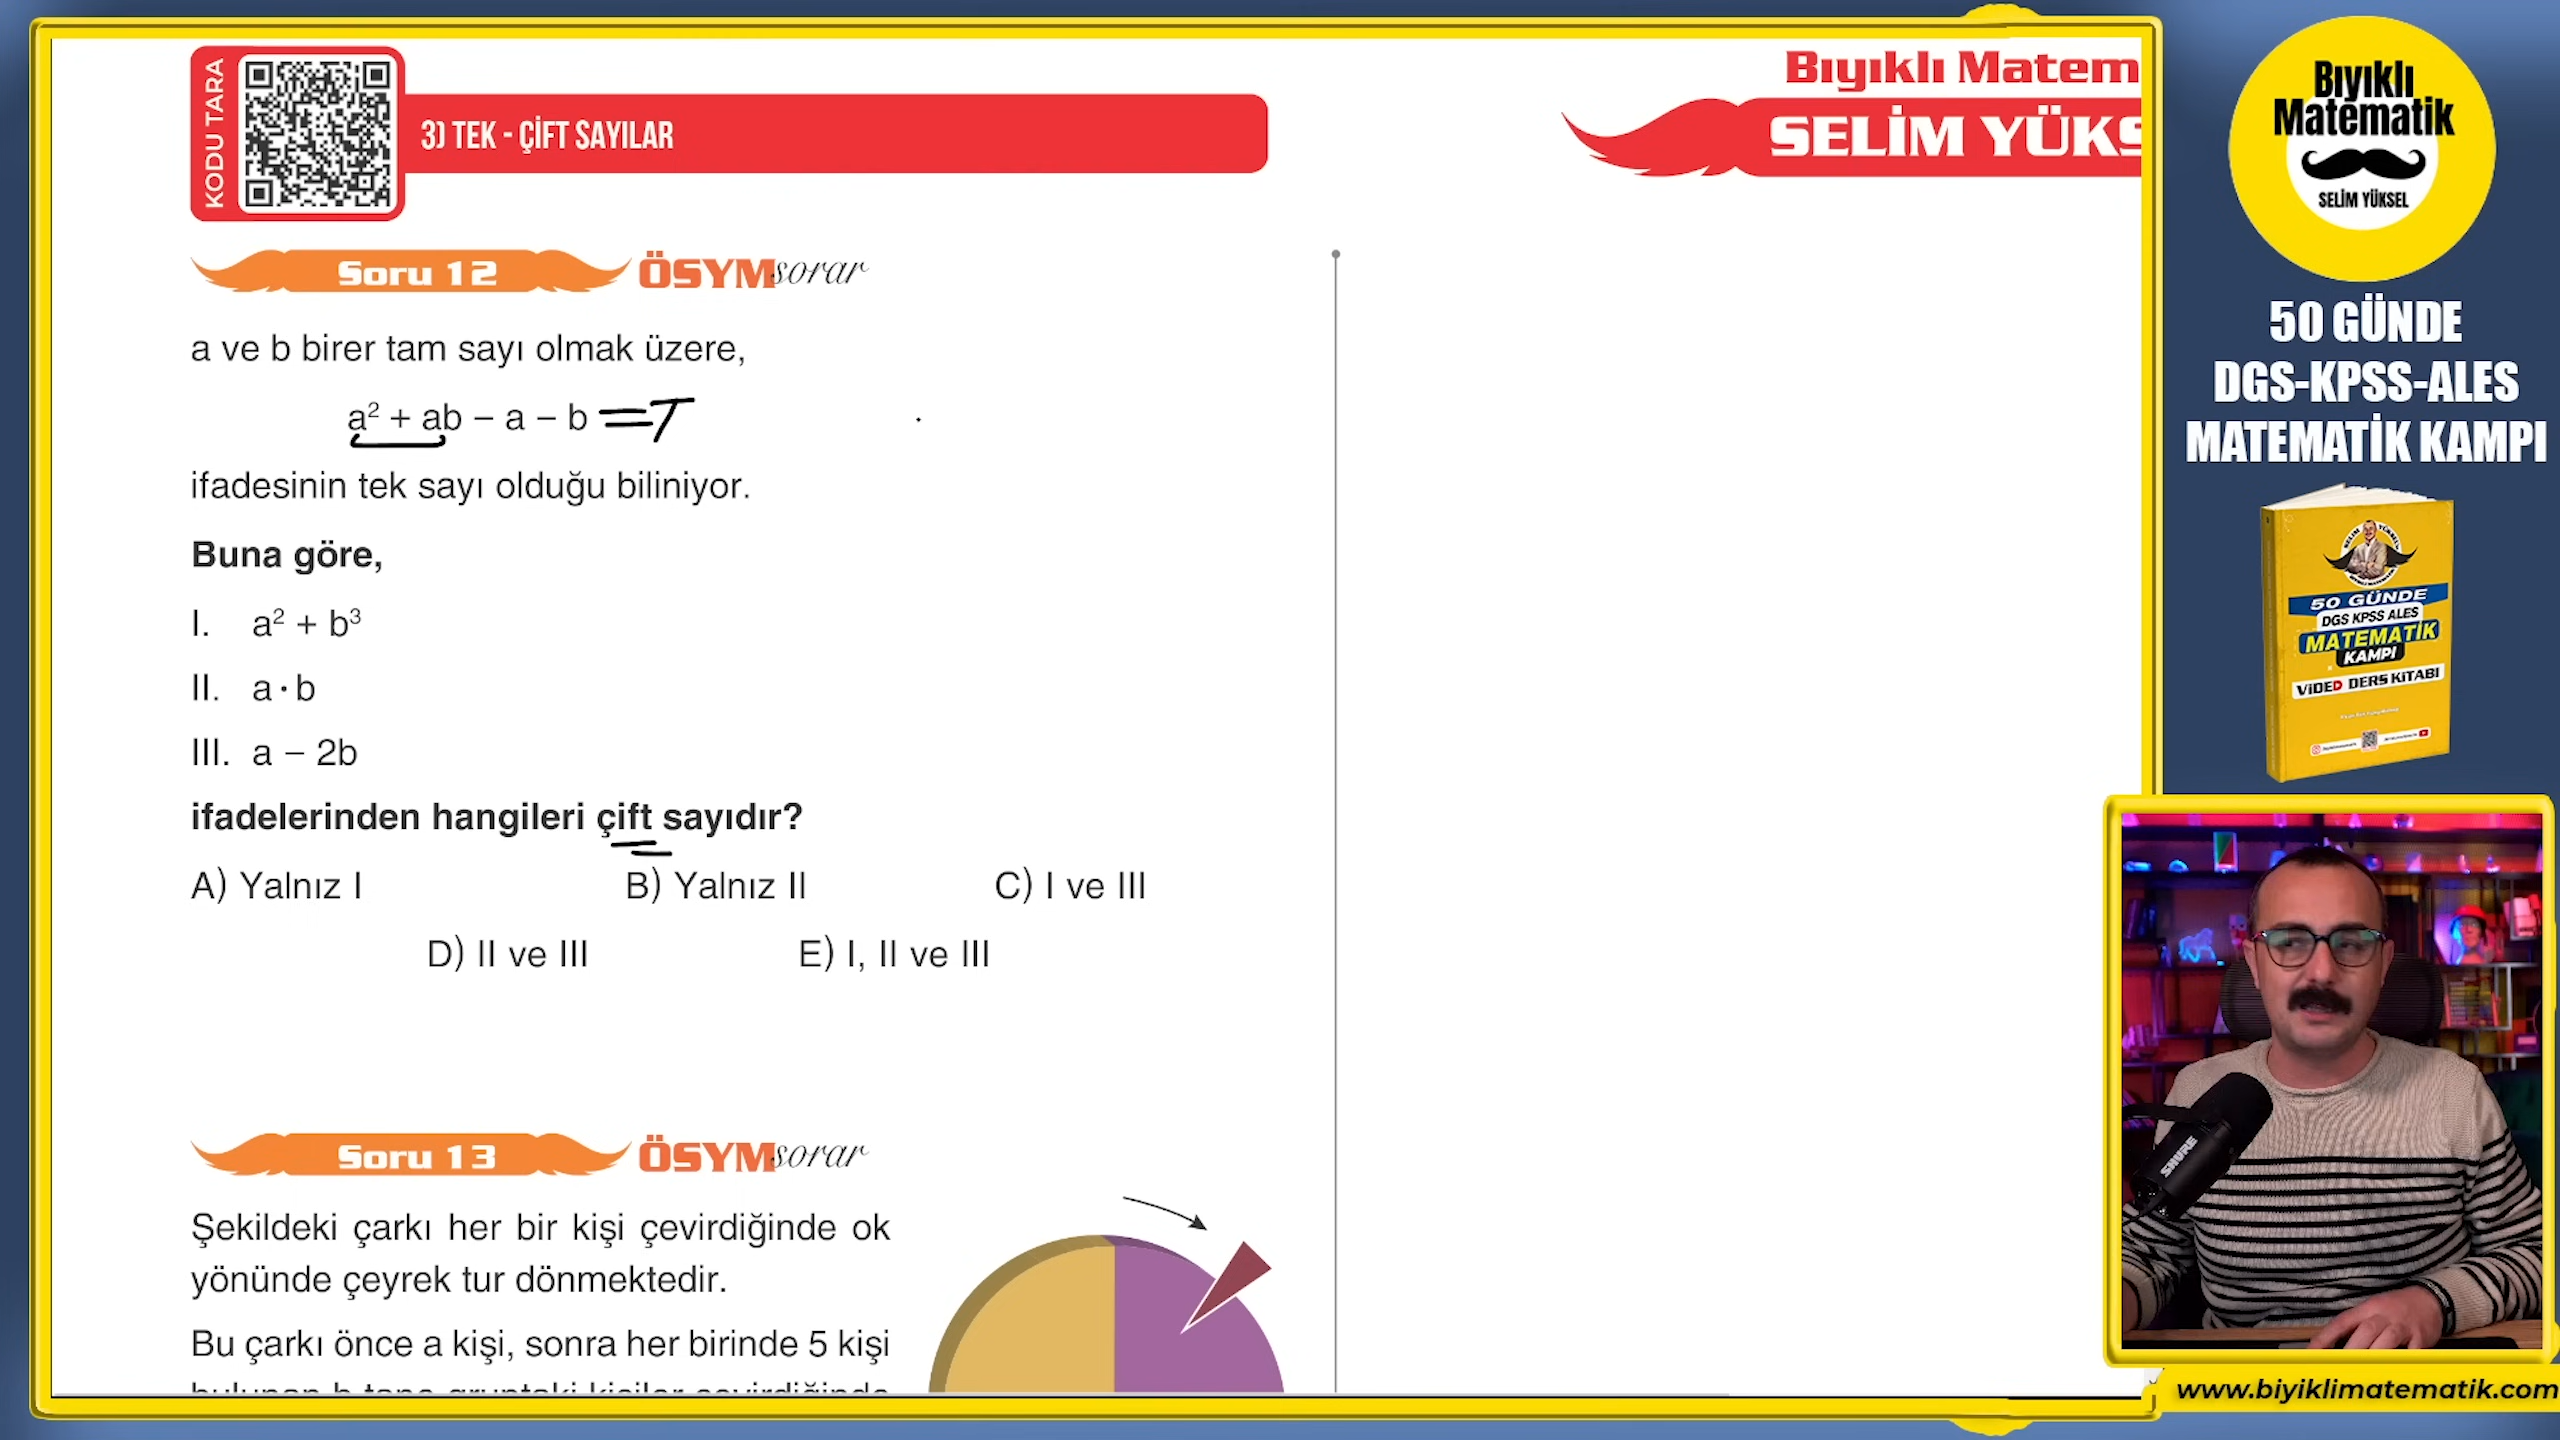 KODU TARA
3) TEK - ÇİFT SAYILAR
Bıyıklı Matem
SELİM YÜKS
Soru 12 ÖSYM sorar
a ve b birer tam sayı olmak üzere,
a² + ab – a – b = T
ifadesinin tek sayı olduğu biliniyor.
Buna göre,
I. a² + b³
II. a · b
III. a – 2b
ifadelerinden hangileri çift sayıdır?
A) Yalnız I B) Yalnız II C) I ve III
D) II ve III E) I, II ve III
Soru 13 ÖSYM sorar
Şekildeki çarkı her bir kişi çevirdiğinde ok
yönünde çeyrek tur dönmektedir.
Bu çarkı önce a kişi, sonra her birinde 5 kişi
Bıyıklı
Matematik
SELİM YÜKSEL
50 GÜNDE
DGS-KPSS-ALES
MATEMATİK KAMPI
50 GÜNDE
DGS KPSS ALES
MATEMATİK
KAMPI
VİDEO DERS KİTABI
SHURE
www.biyiklimatematik.com